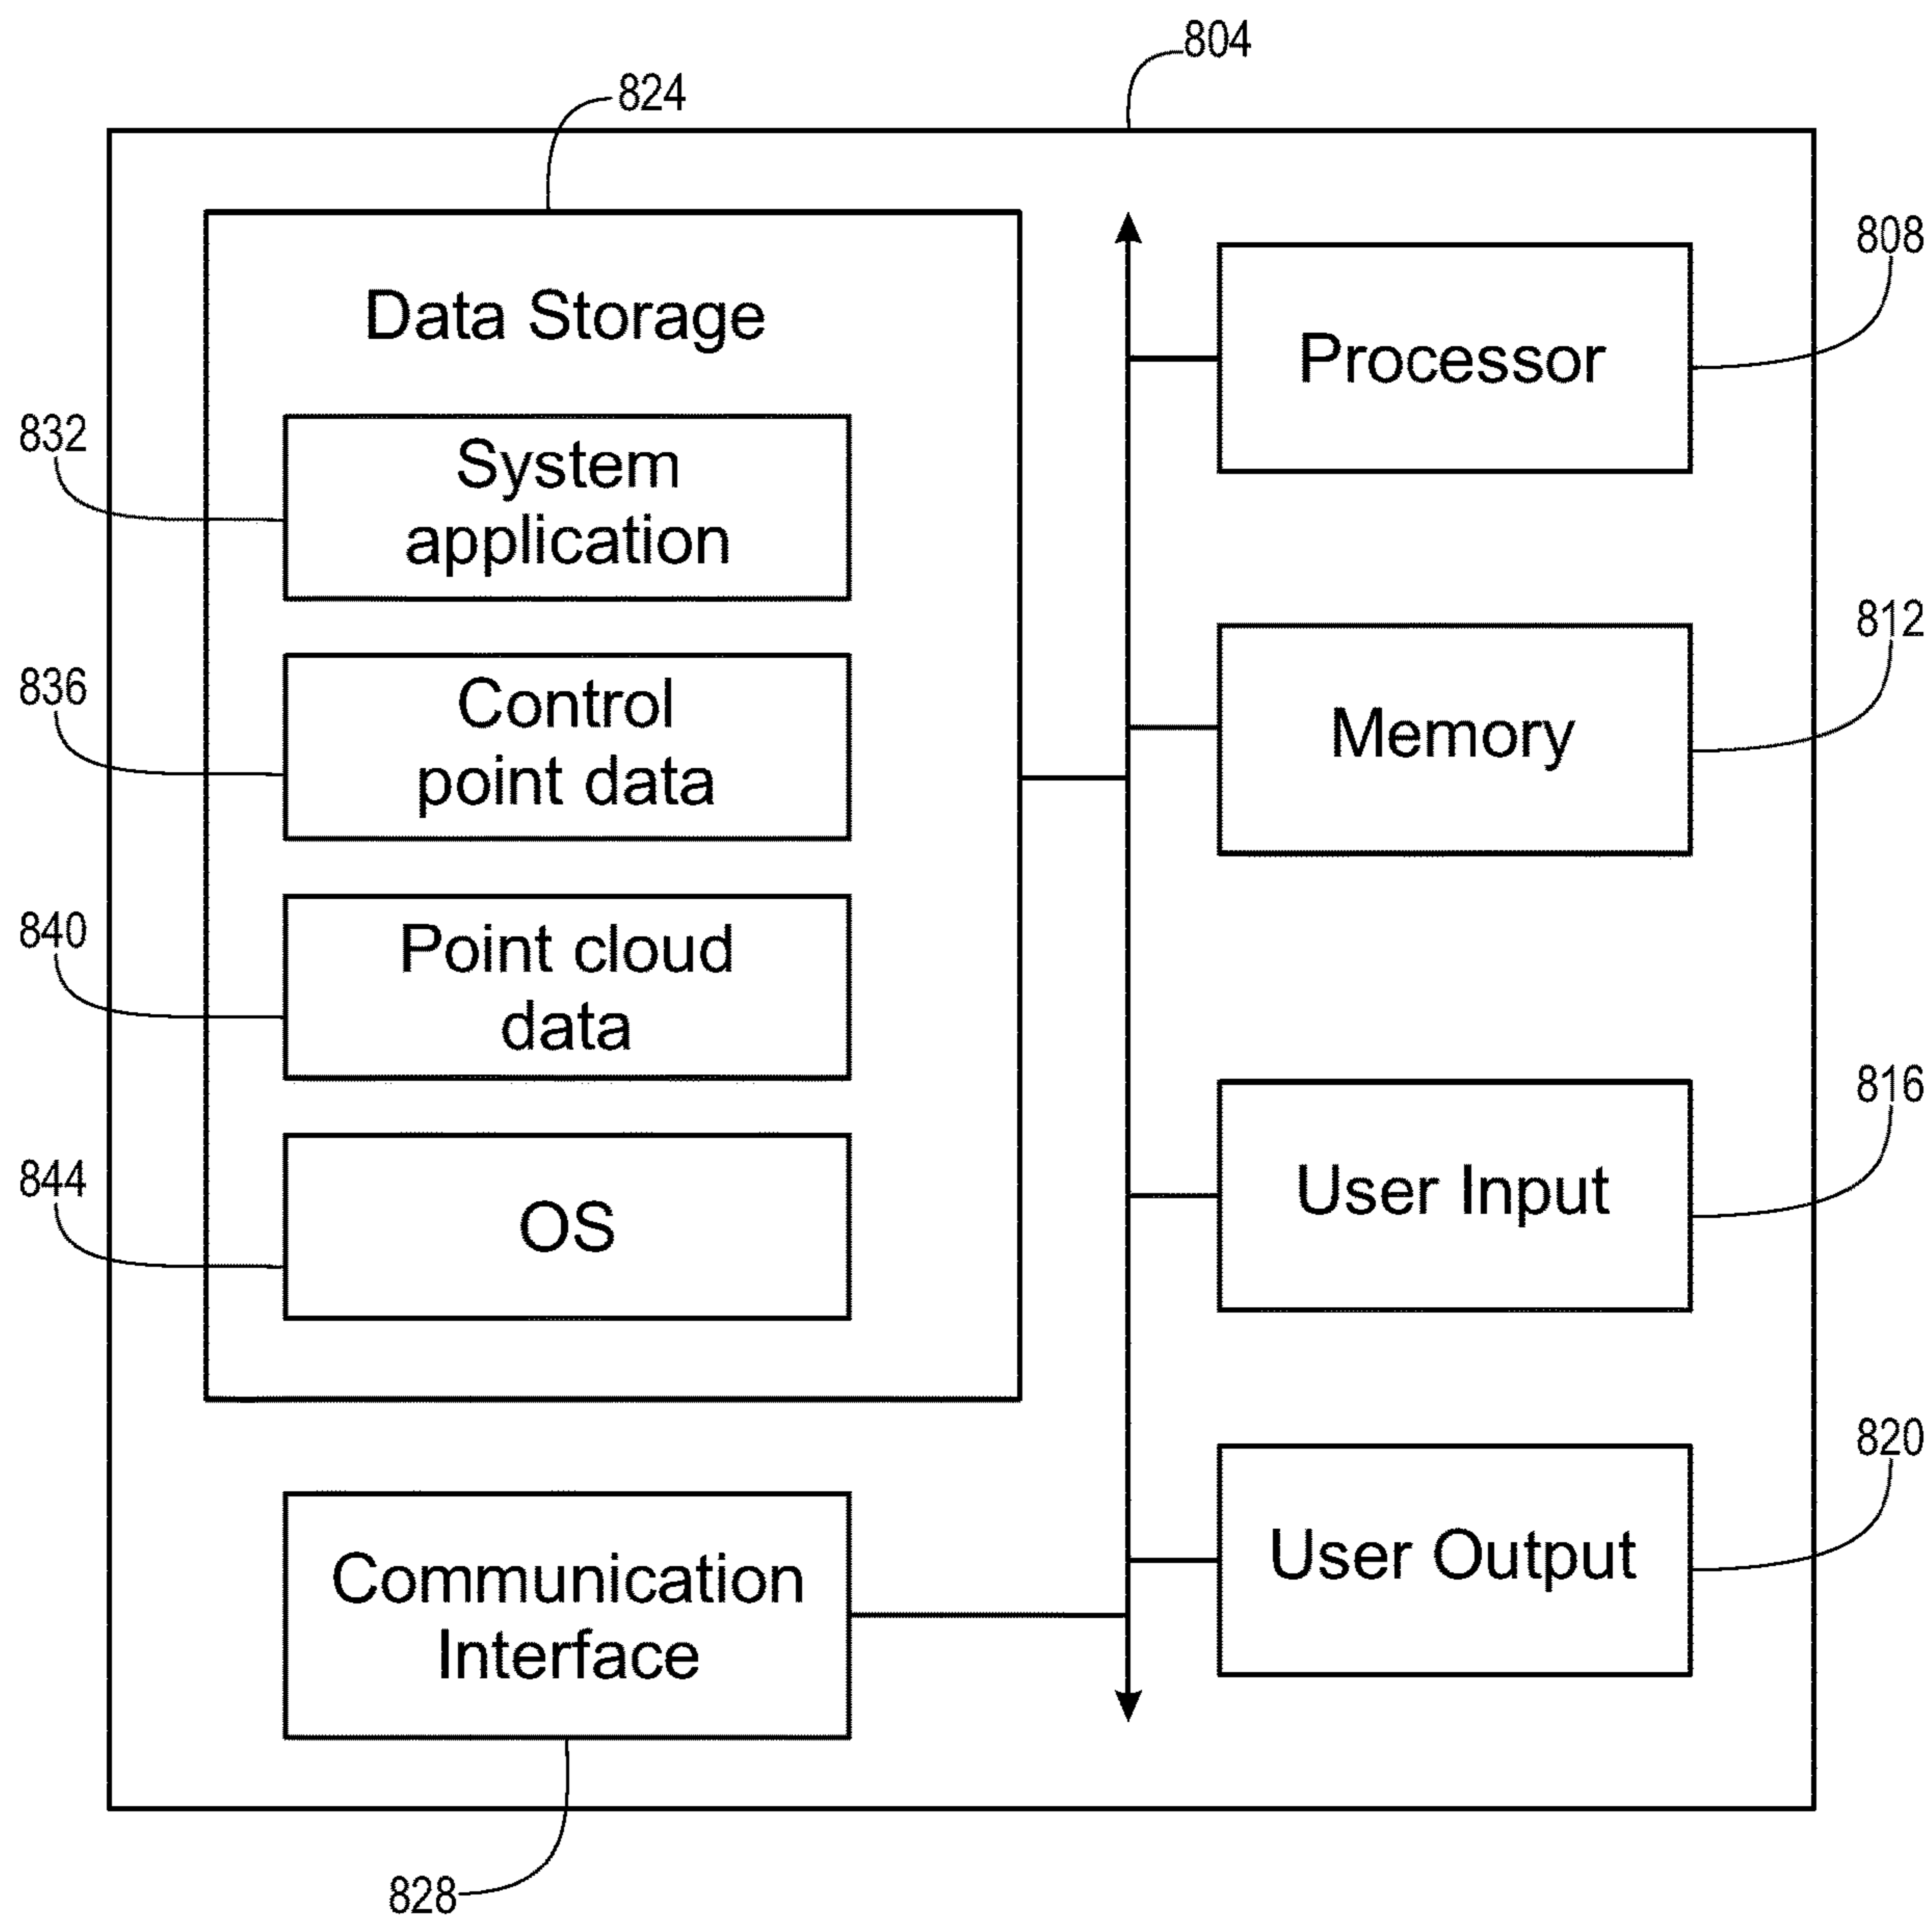 804
824
Data Storage
808
Processor
832
System
application
812
Memory
836
Control
point data
840
Point cloud
data
816
User Input
844
OS
820
User Output
Communication
Interface
828